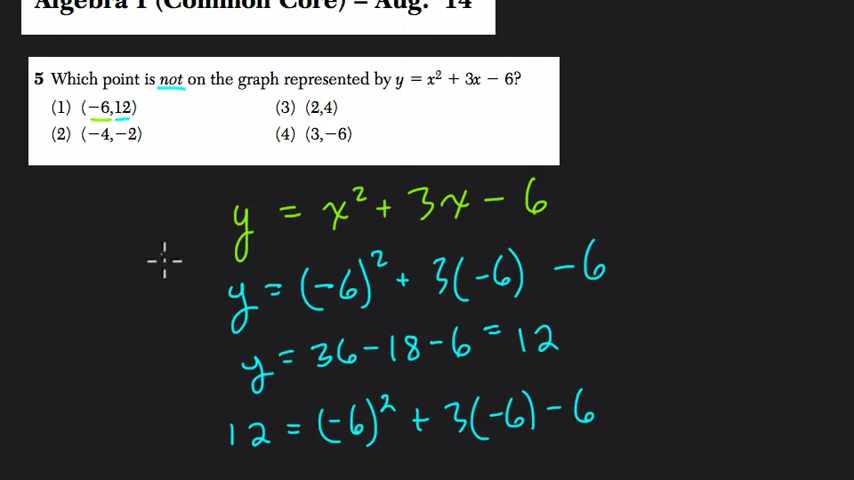 Algebra 1 (Common Core) – Aug. '14
5 Which point is not on the graph represented by y = x² + 3x − 6?
(1) (−6,12) (3) (2,4)
(2) (−4,−2) (4) (3,−6)
y = x² + 3x − 6
y = (−6)² + 3(−6) − 6
y = 36 − 18 − 6 = 12
12 = (−6)² + 3(−6) − 6